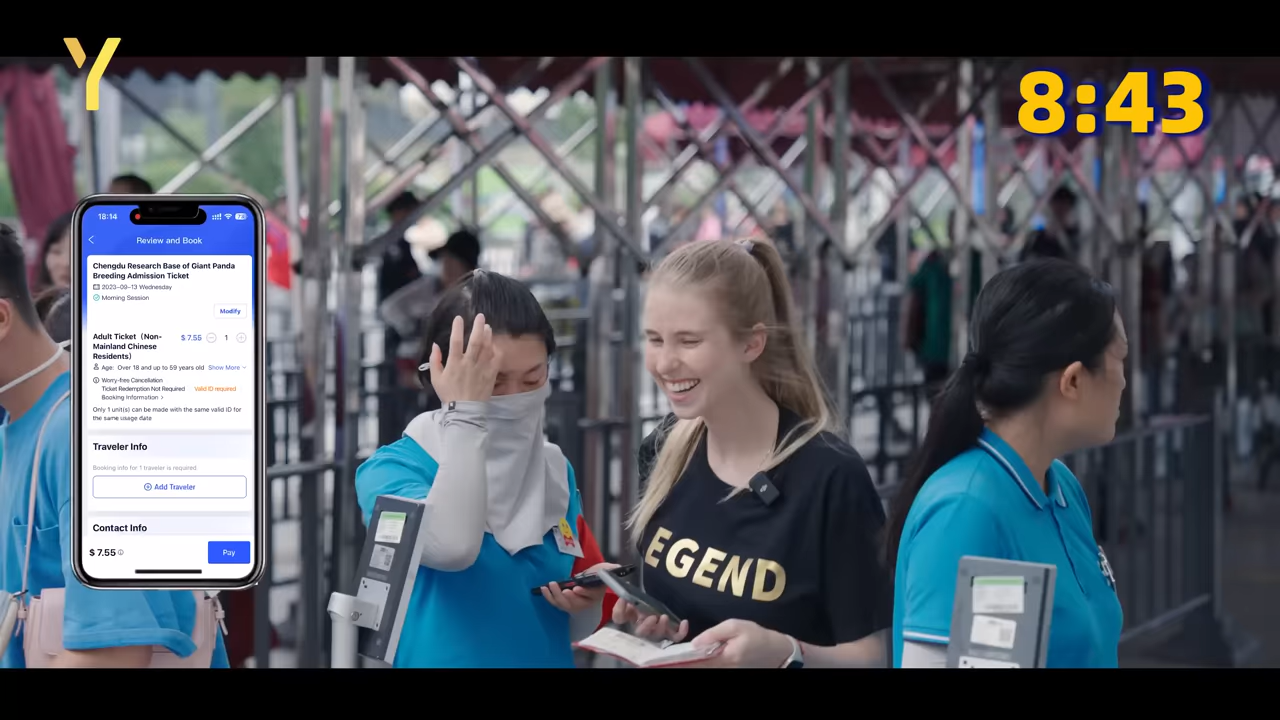 Y
8:43
18:14
72
Review and Book
Chengdu Research Base of Giant Panda
Breeding Admission Ticket
2023-09-13 Wednesday
Morning Session
Modify
Adult Ticket (Non-
Mainland Chinese
Residents)
$ 7.55
1
Age: Over 18 and up to 59 years old
Show More
Worry-free Cancellation
Ticket Redemption Not Required
Valid ID required
Booking Information >
Only 1 unit(s) can be made with the same valid ID for
the same usage date
Traveler Info
Booking info for 1 traveler is required
Add Traveler
Contact Info
$ 7.55
Pay
EGEND